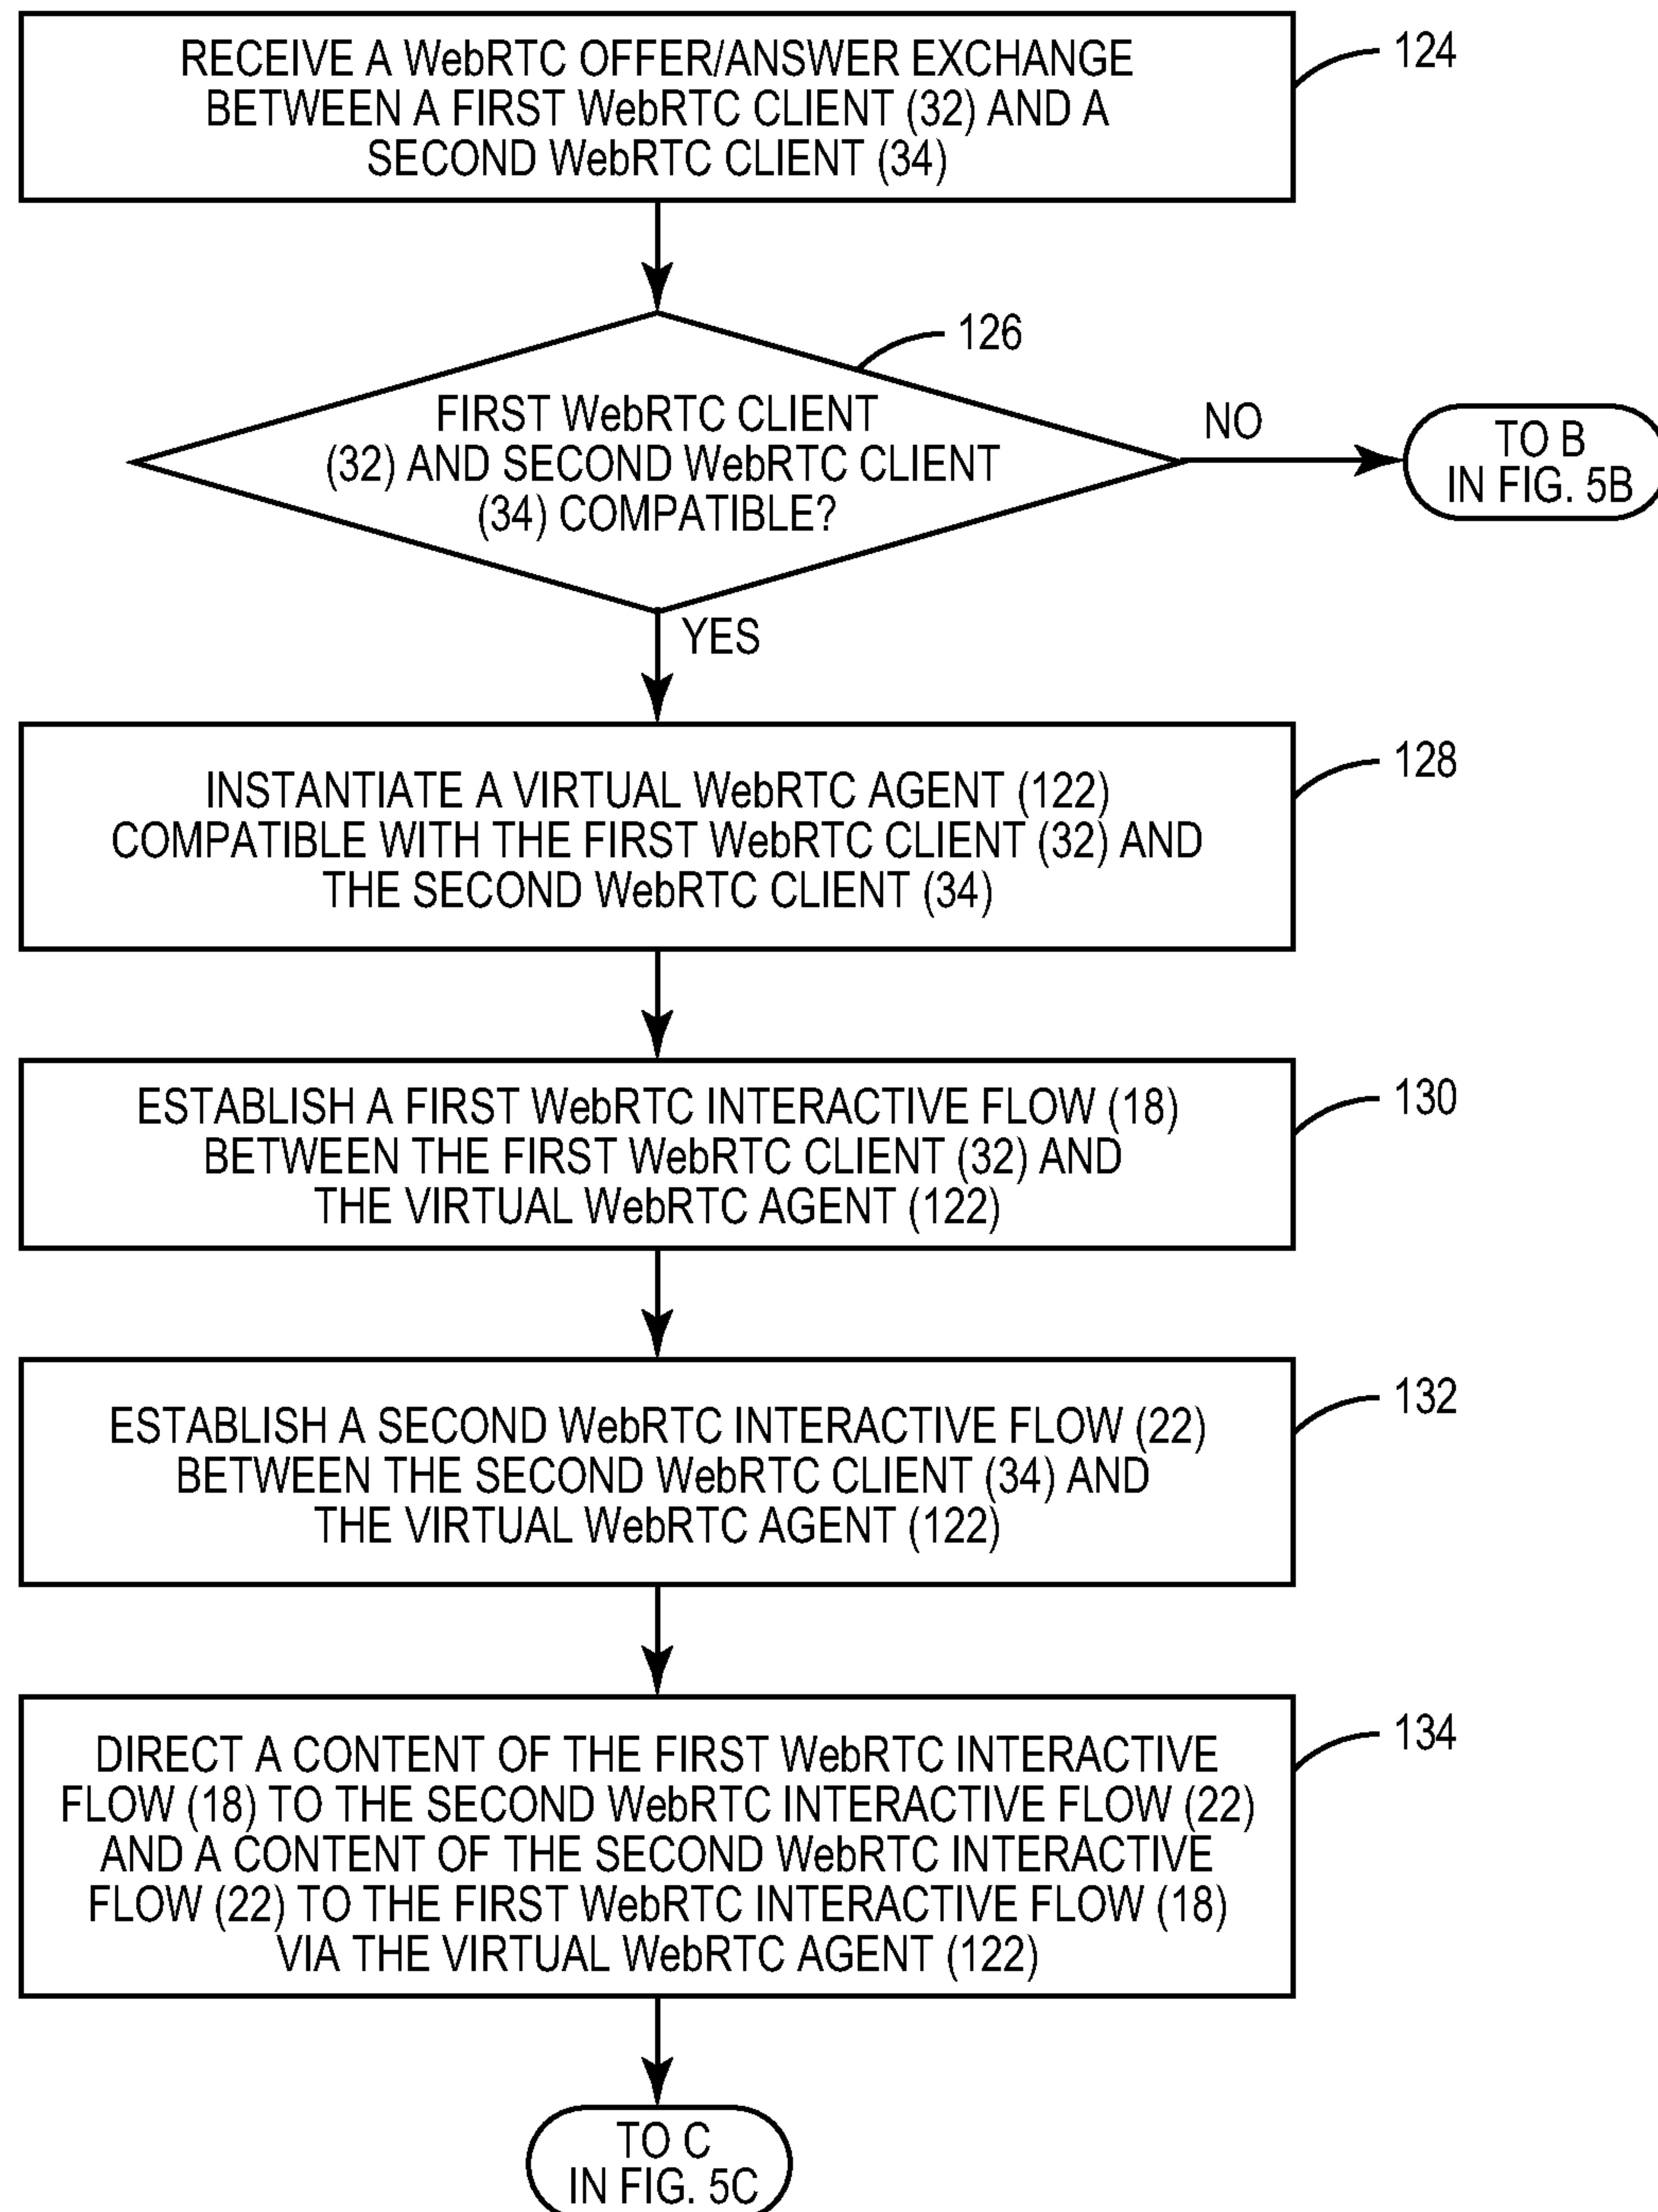 RECEIVE A WebRTC OFFER/ANSWER EXCHANGE
BETWEEN A FIRST WebRTC CLIENT (32) AND A
SECOND WebRTC CLIENT (34)
124
126
FIRST WebRTC CLIENT
(32) AND SECOND WebRTC CLIENT
(34) COMPATIBLE?
NO
TO B
IN FIG. 5B
YES
INSTANTIATE A VIRTUAL WebRTC AGENT (122)
COMPATIBLE WITH THE FIRST WebRTC CLIENT (32) AND
THE SECOND WebRTC CLIENT (34)
128
ESTABLISH A FIRST WebRTC INTERACTIVE FLOW (18)
BETWEEN THE FIRST WebRTC CLIENT (32) AND
THE VIRTUAL WebRTC AGENT (122)
130
ESTABLISH A SECOND WebRTC INTERACTIVE FLOW (22)
BETWEEN THE SECOND WebRTC CLIENT (34) AND
THE VIRTUAL WebRTC AGENT (122)
132
DIRECT A CONTENT OF THE FIRST WebRTC INTERACTIVE
FLOW (18) TO THE SECOND WebRTC INTERACTIVE FLOW (22)
AND A CONTENT OF THE SECOND WebRTC INTERACTIVE
FLOW (22) TO THE FIRST WebRTC INTERACTIVE FLOW (18)
VIA THE VIRTUAL WebRTC AGENT (122)
134
TO C
IN FIG. 5C